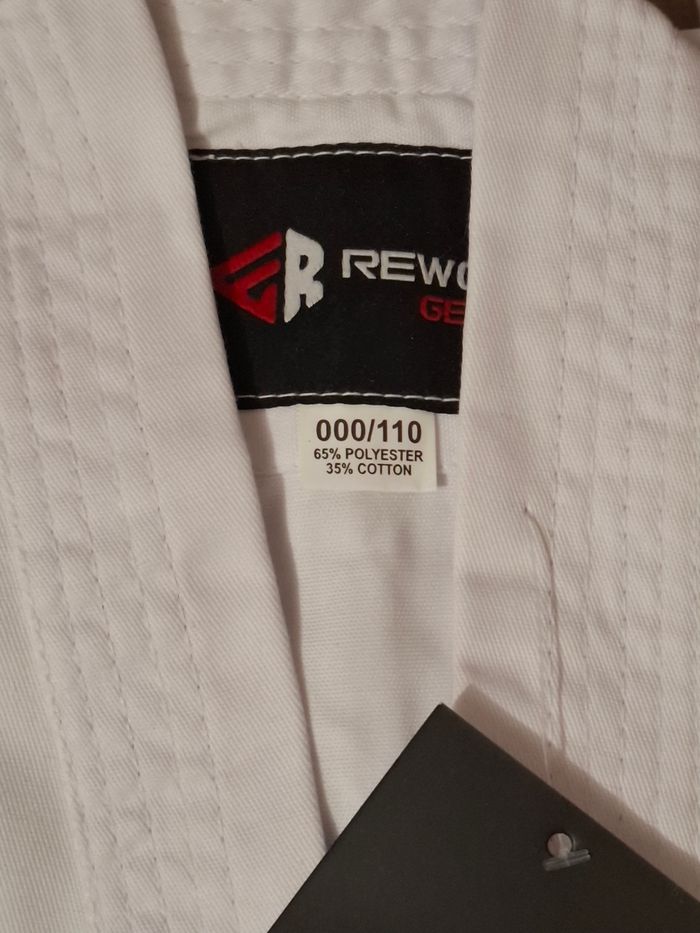 R REWO
GE
000/110
65% POLYESTER
35% COTTON